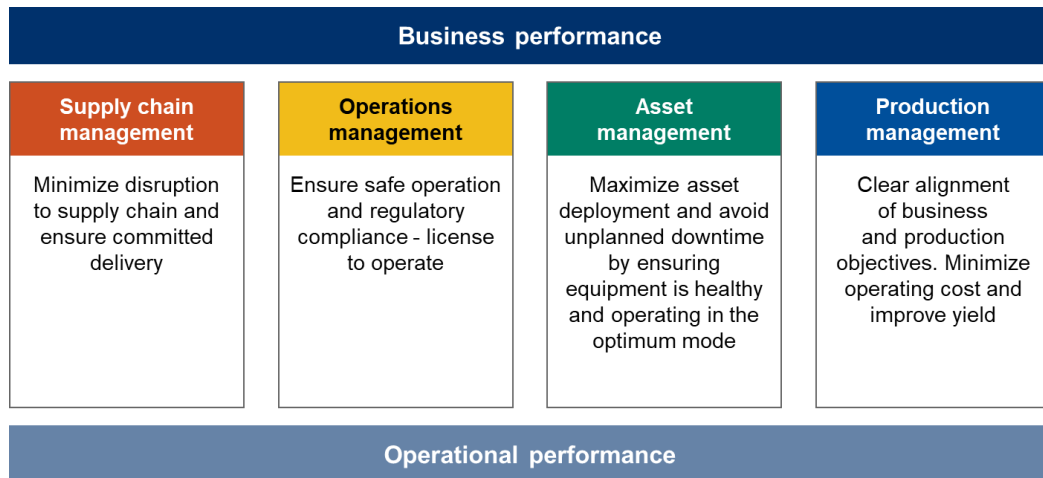 Business performance
Supply chain
management
Minimize disruption
to supply chain and
ensure committed
delivery
Operations
management
Ensure safe operation
and regulatory
compliance - license
to operate
Asset
management
Maximize asset
deployment and avoid
unplanned downtime
by ensuring
equipment is healthy
and operating in the
optimum mode
Production
management
Clear alignment
of business
and production
objectives. Minimize
operating cost and
improve yield
Operational performance